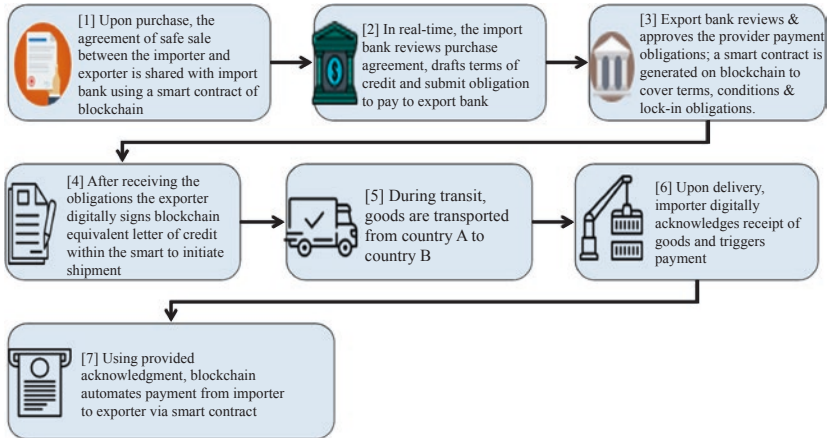 [1] Upon purchase, the
agreement of safe sale
between the importer and
exporter is shared with import
bank using a smart contract of
blockchain
[2] In real-time, the import
bank reviews purchase
agreement, drafts terms of
credit and submit obligation
to pay to export bank
[3] Export bank reviews &
approves the provider payment
obligations; a smart contract is
generated on blockchain to
cover terms, conditions &
lock-in obligations.
[4] After receiving the
obligations the exporter
digitally signs blockchain
equivalent letter of credit
within the smart to initiate
shipment
[5] During transit,
goods are transported
from country A to
country B
[6] Upon delivery,
importer digitally
acknowledges receipt of
goods and triggers
payment
[7] Using provided
acknowledgment, blockchain
automates payment from importer
to exporter via smart contract